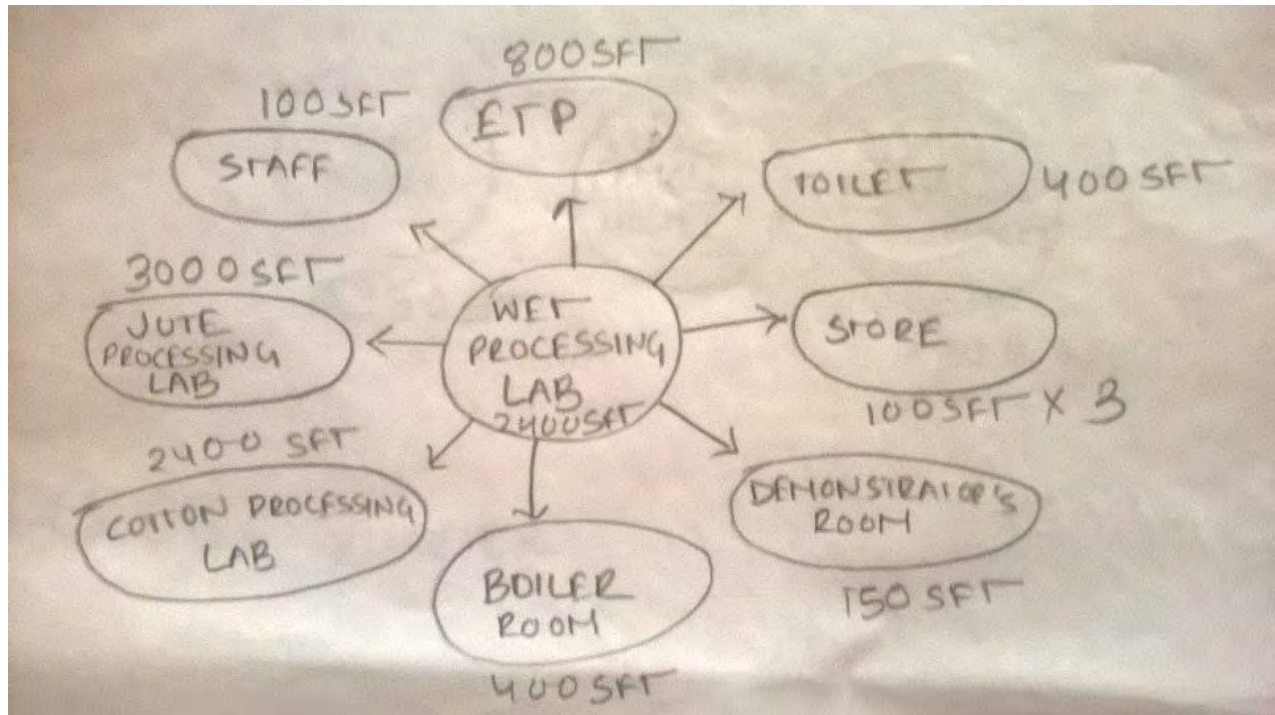 800 SFT
ETP
100 SFT
STAFF
TOILET
400 SFT
3000 SFT
JUTE
PROCESSING
LAB
WET
PROCESSING
LAB
2400 SFT
STORE
100 SFT X 3
2400 SFT
COTTON PROCESSING
LAB
BOILER
ROOM
400 SFT
DEMONSTRATOR'S
ROOM
150 SFT